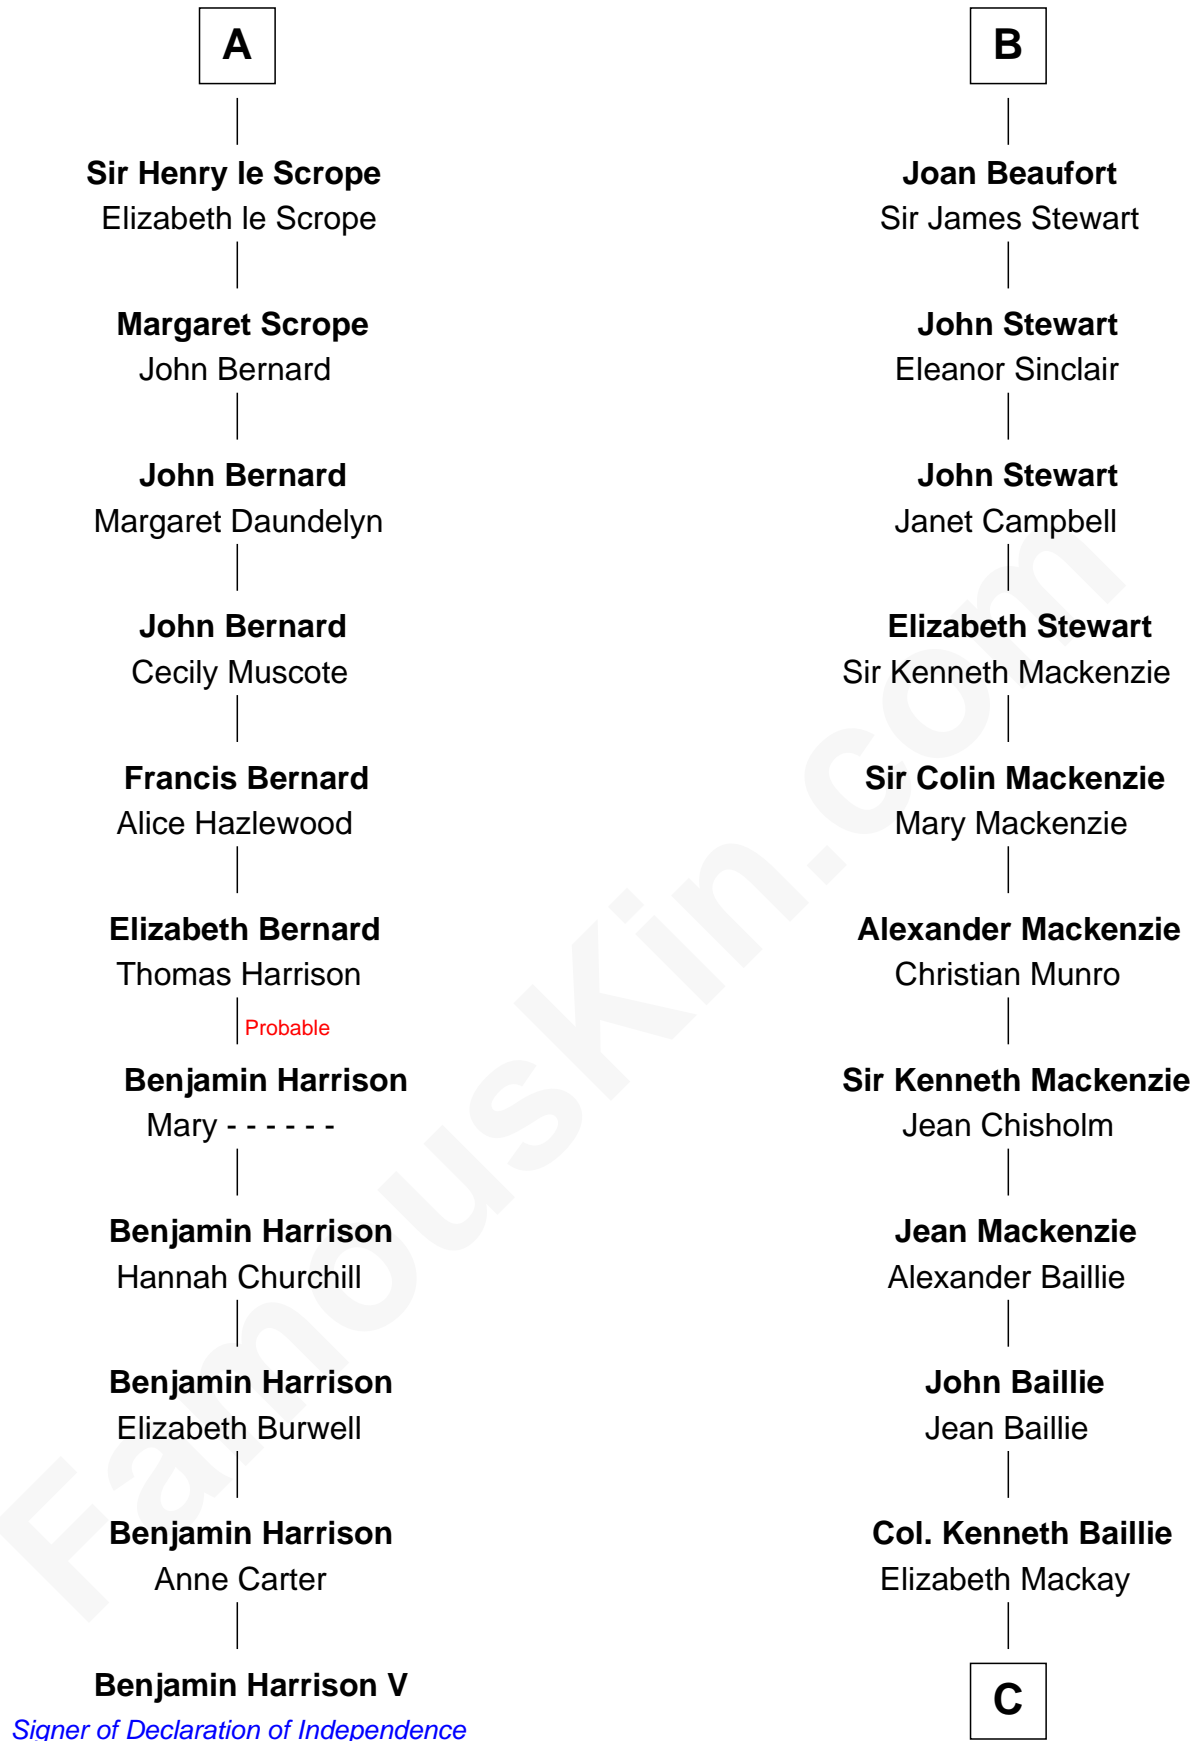 A
Sir Henry le Scrope
Elizabeth le Scrope
Margaret Scrope
John Bernard
John Bernard
Margaret Daundelyn
John Bernard
Cecily Muscote
Francis Bernard
Alice Hazlewood
Elizabeth Bernard
Thomas Harrison
Probable
Benjamin Harrison
Mary - - - - - -
Benjamin Harrison
Hannah Churchill
Benjamin Harrison
Elizabeth Burwell
Benjamin Harrison
Anne Carter
Benjamin Harrison V
Signer of Declaration of Independence
B
Joan Beaufort
Sir James Stewart
John Stewart
Eleanor Sinclair
John Stewart
Janet Campbell
Elizabeth Stewart
Sir Kenneth Mackenzie
Sir Colin Mackenzie
Mary Mackenzie
Alexander Mackenzie
Christian Munro
Sir Kenneth Mackenzie
Jean Chisholm
Jean Mackenzie
Alexander Baillie
John Baillie
Jean Baillie
Col. Kenneth Baillie
Elizabeth Mackay
C
FamousKin.com